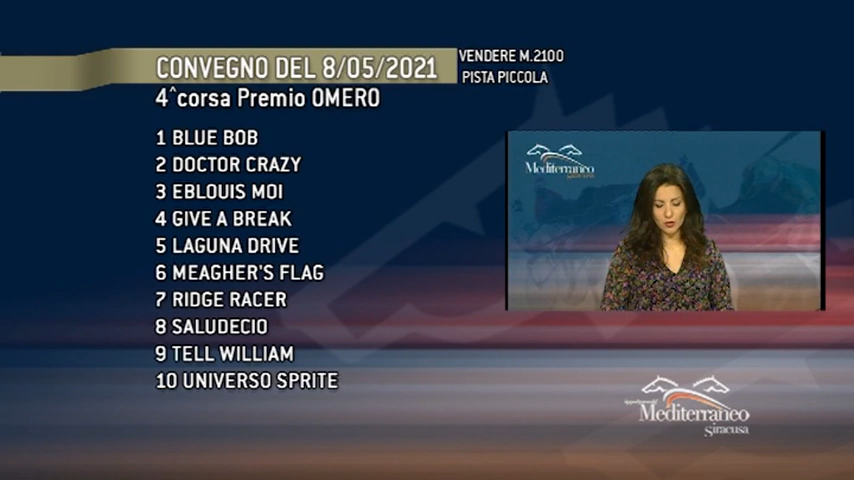 CONVEGNO DEL 8/05/2021
VENDERE M.2100
PISTA PICCOLA
4^corsa Premio OMERO
1 BLUE BOB
2 DOCTOR CRAZY
3 EBLOUIS MOI
4 GIVE A BREAK
5 LAGUNA DRIVE
6 MEAGHER'S FLAG
7 RIDGE RACER
8 SALUDECIO
9 TELL WILLIAM
10 UNIVERSO SPRITE
Mediterraneo
Mediterraneo
Siracusa